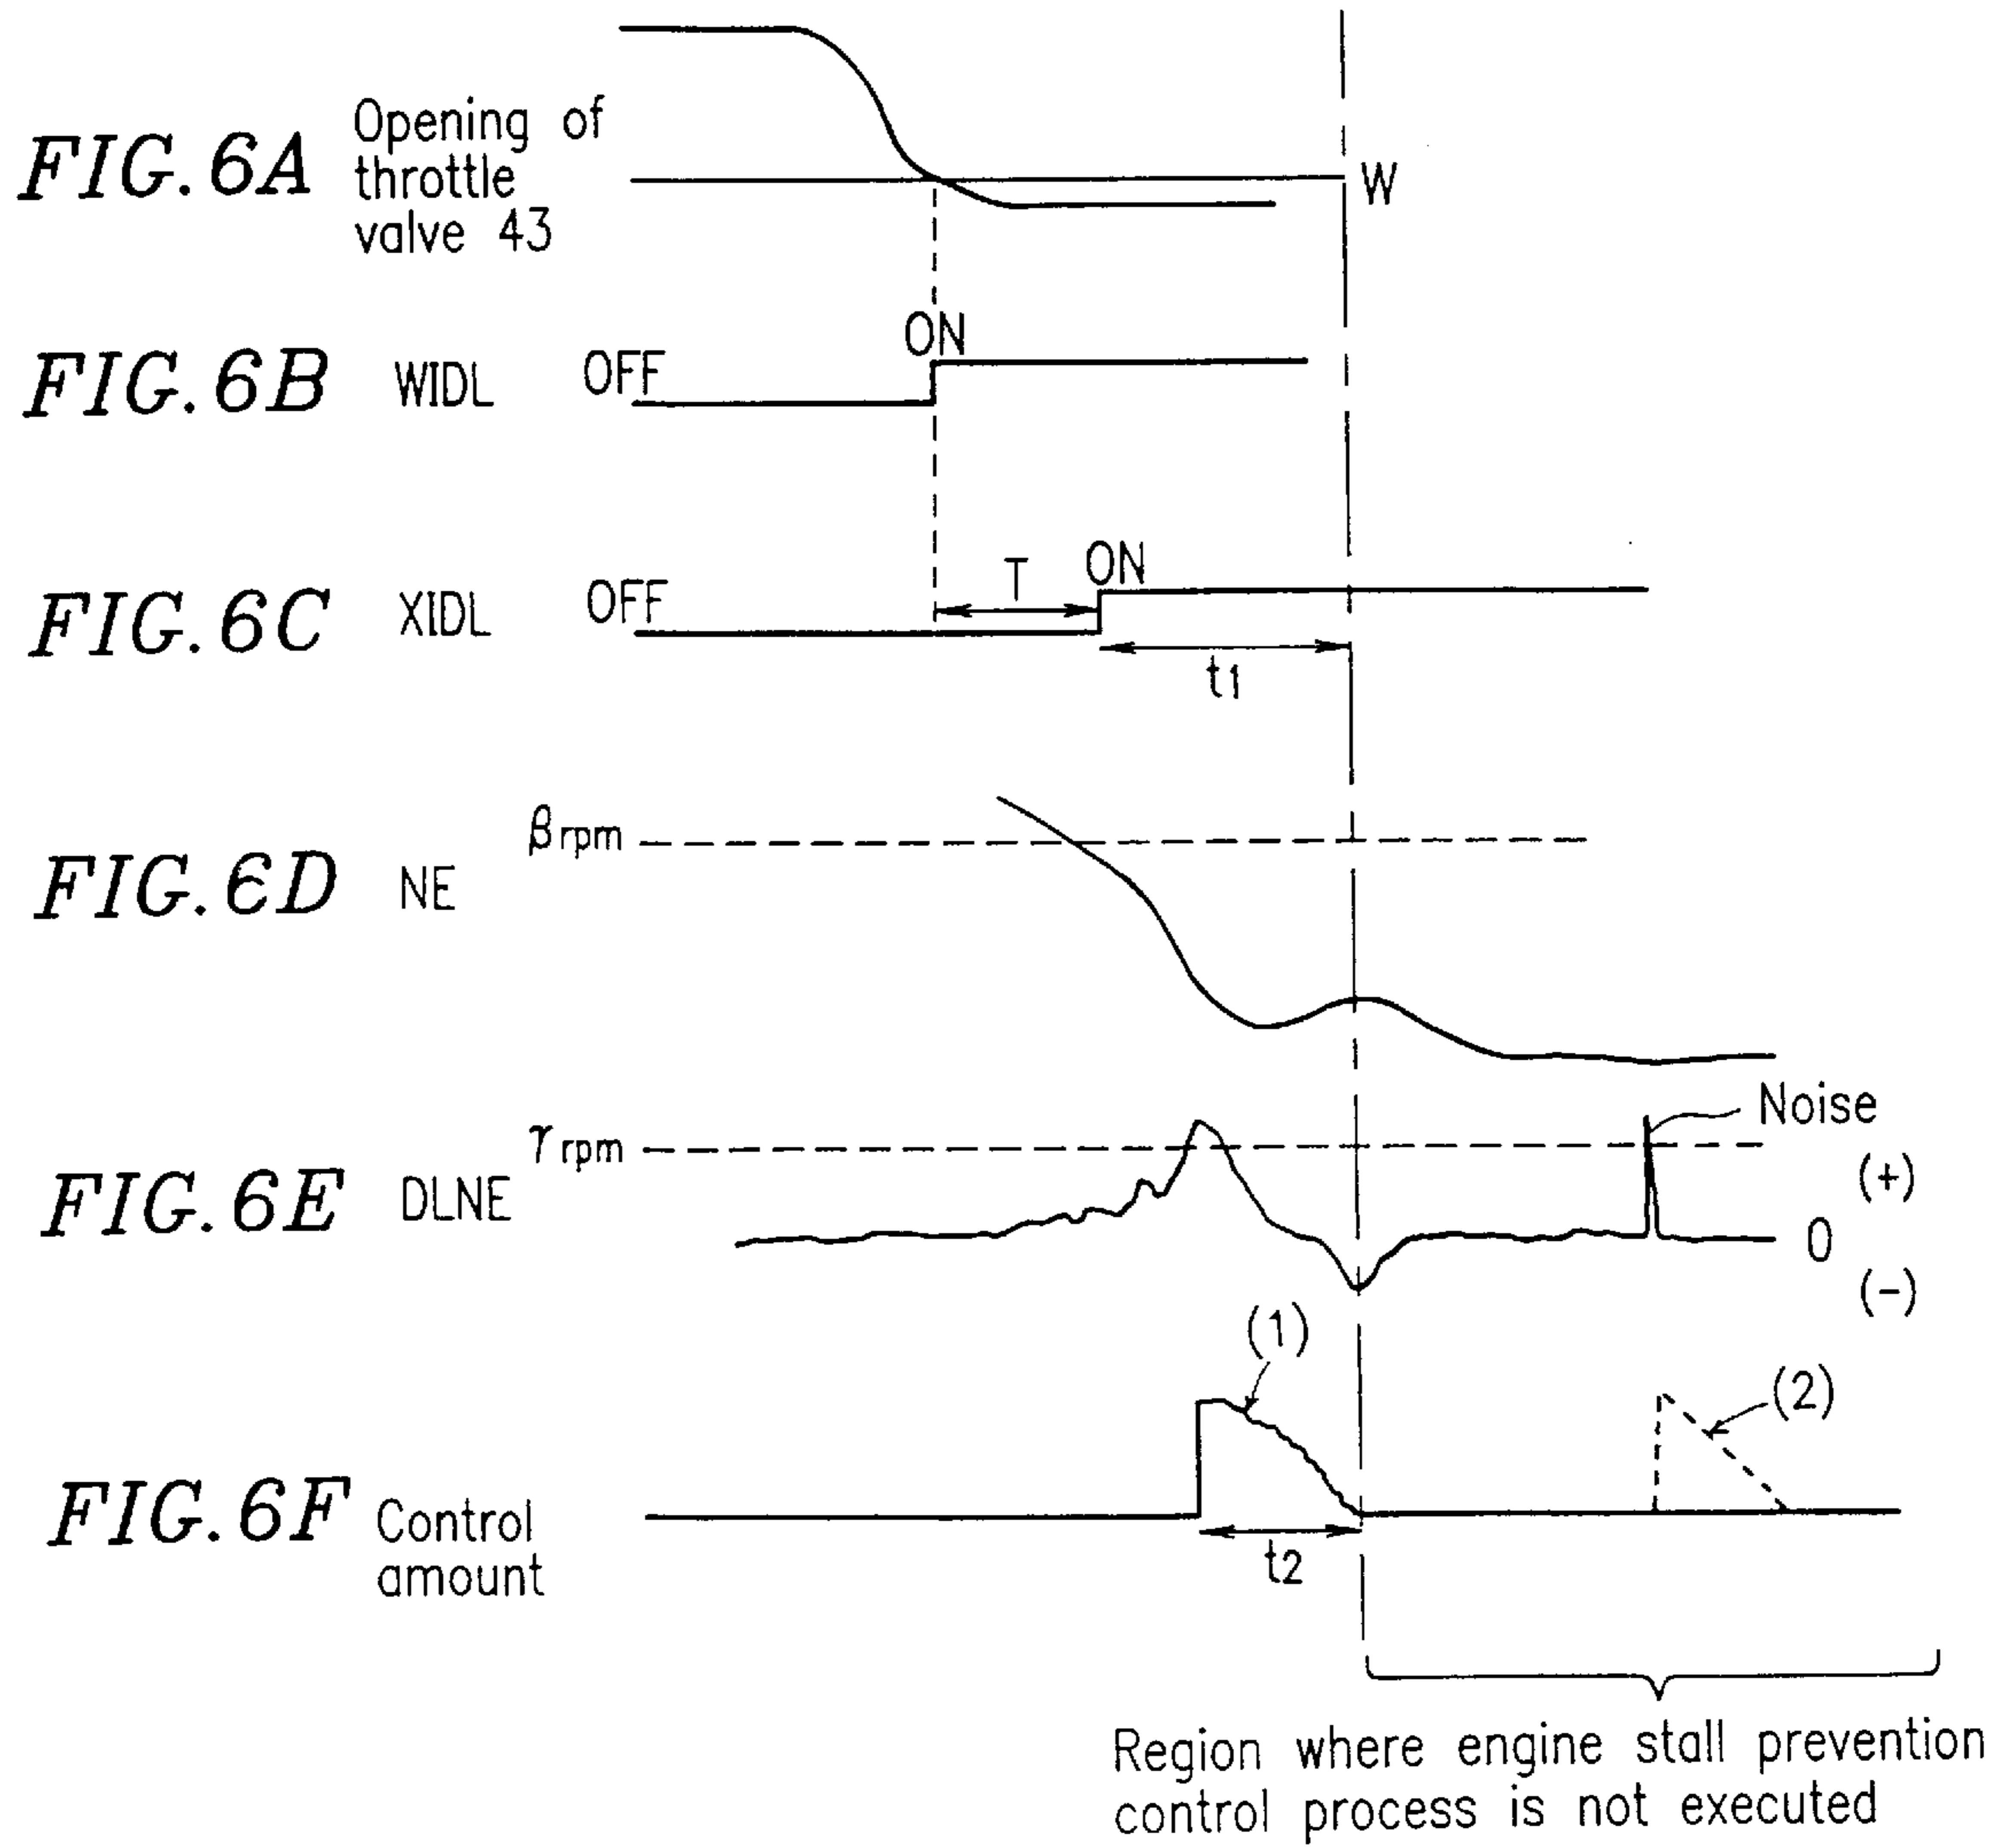 FIG.6A Opening of
throttle
valve 43
W
FIG.6B WIDL OFF ON
FIG.6C XIDL OFF T ON
t1
FIG.6D NE βrpm
FIG.6E DLNE γrpm
Noise
(+)
0
(-)
FIG.6F Control
amount
(1)
(2)
t2
Region where engine stall prevention
control process is not executed